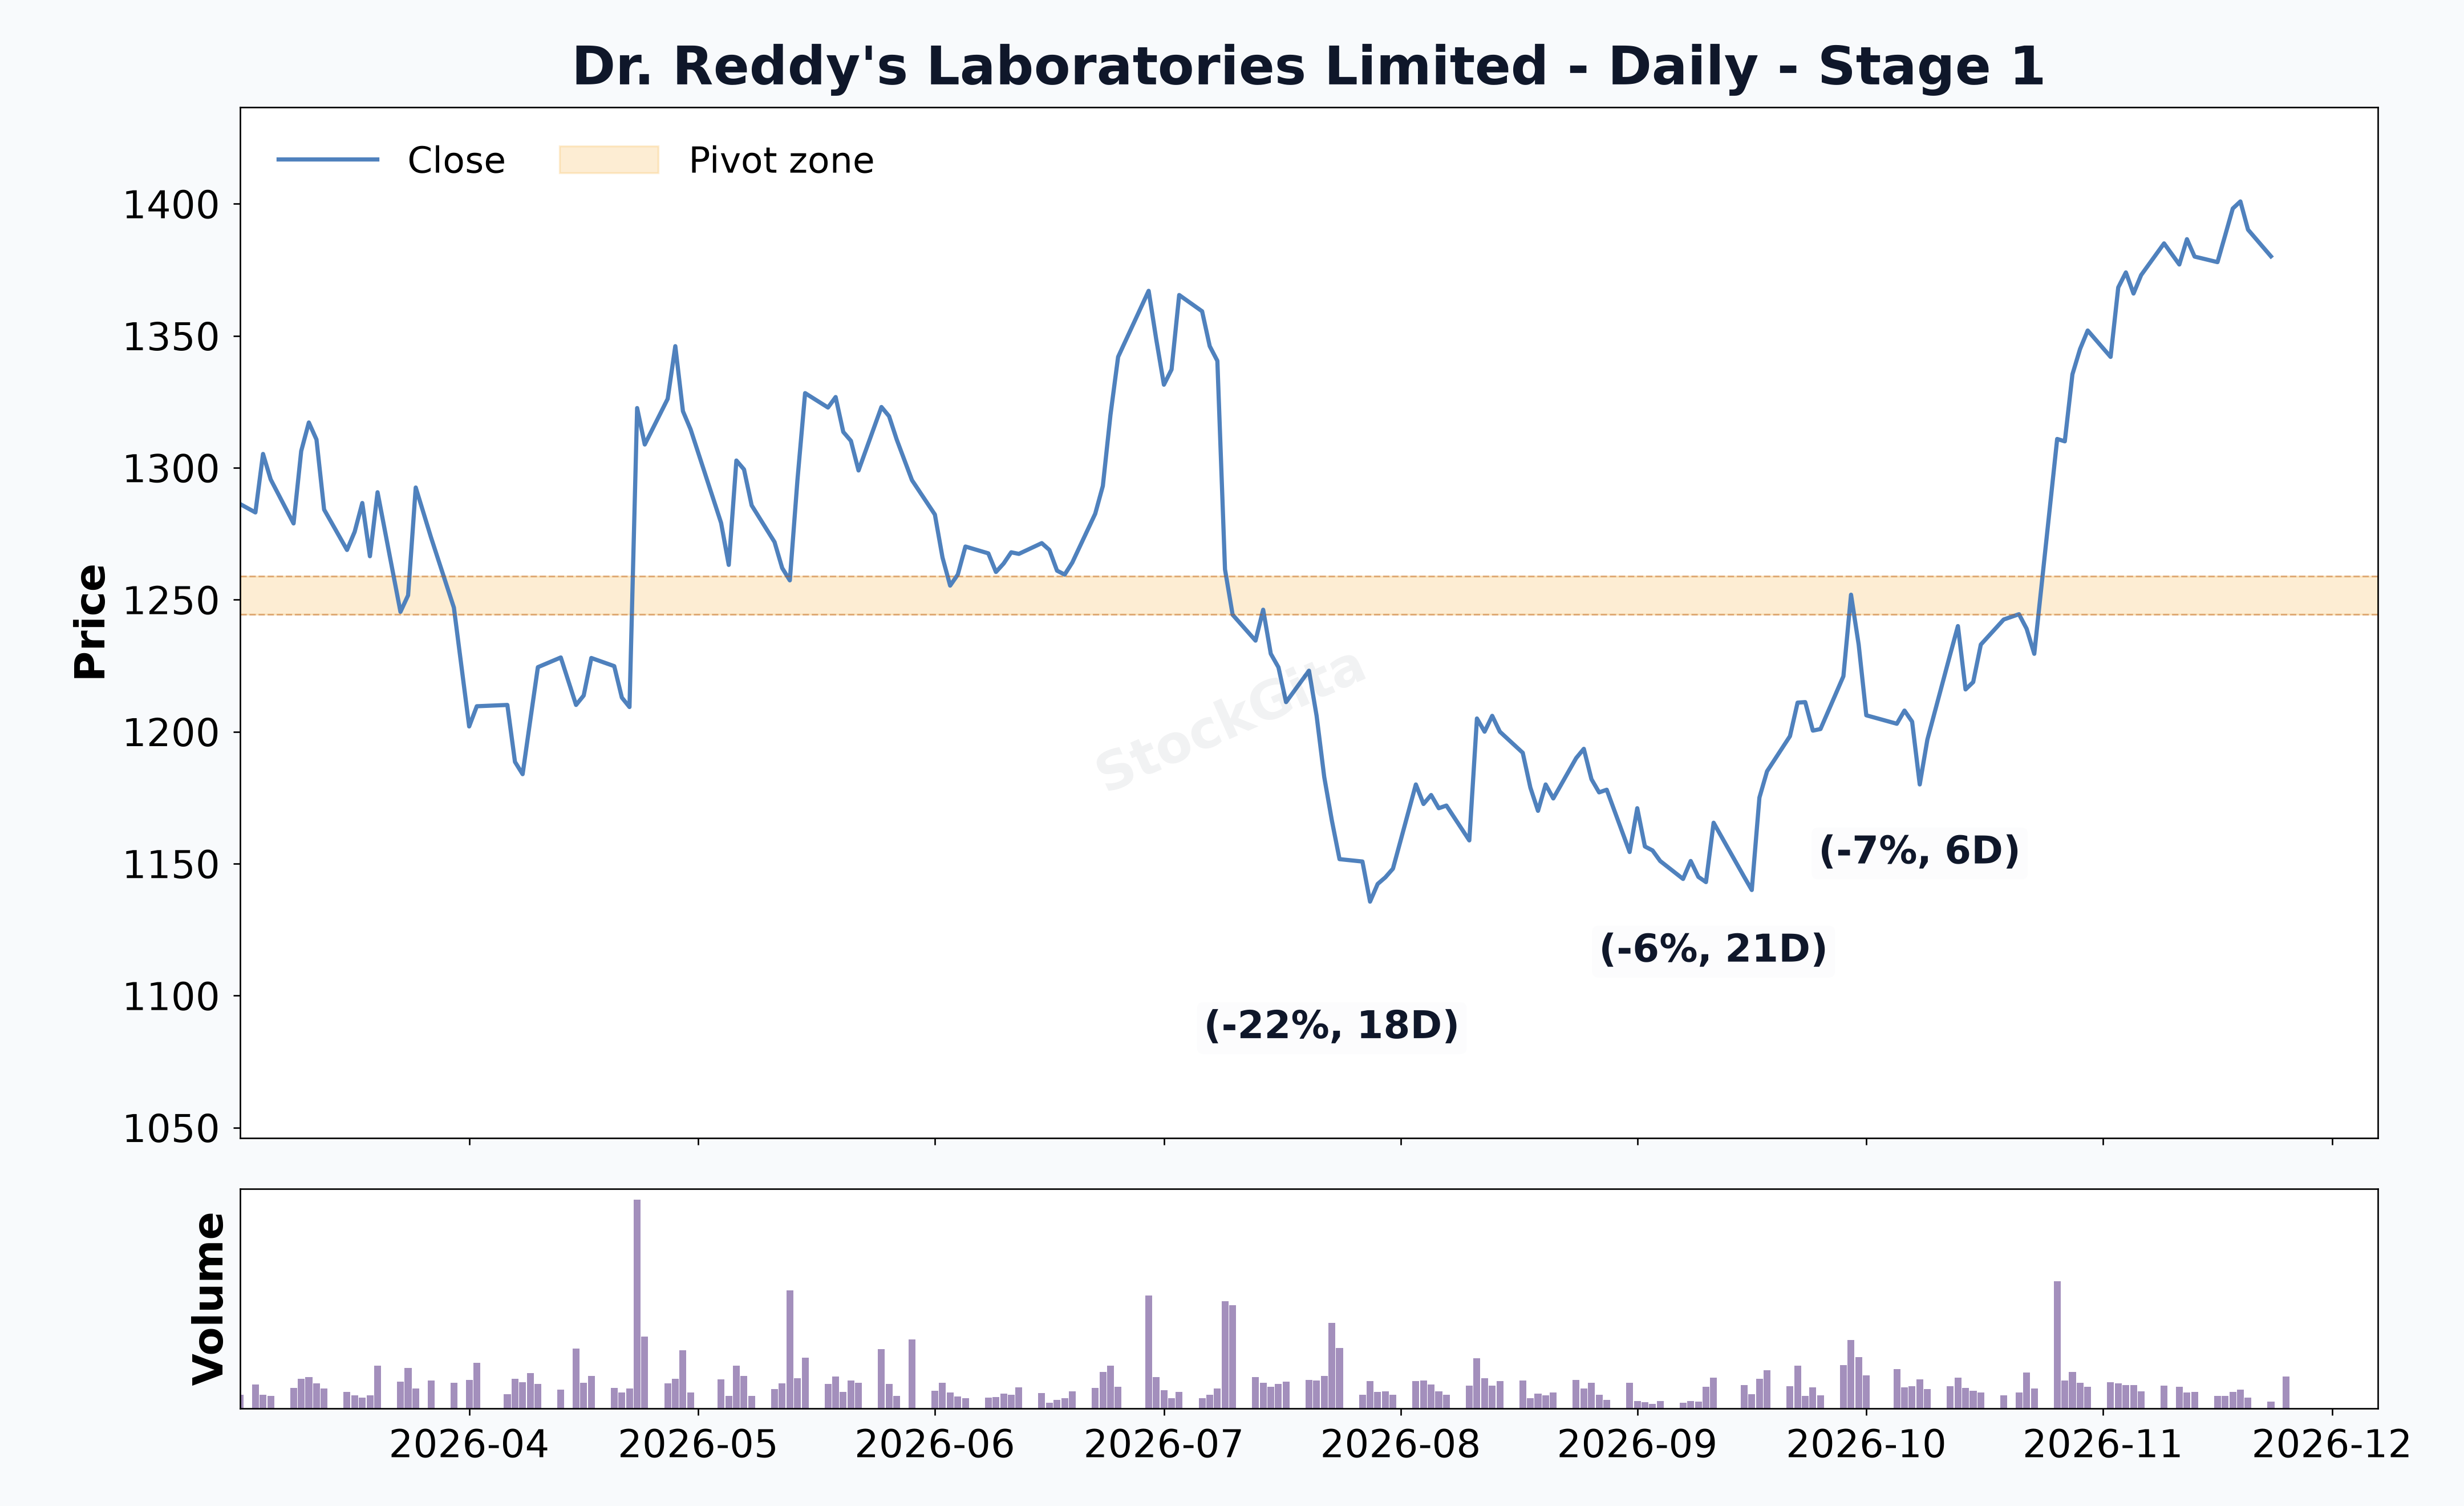 Dr. Reddy's Laboratories Limited - Daily - Stage 1
Close
Pivot zone
1400
1350
1300
1250
1200
1150
1100
1050
Price
StockGita
(-7%, 6D)
(-6%, 21D)
(-22%, 18D)
Volume
2026-04
2026-05
2026-06
2026-07
2026-08
2026-09
2026-10
2026-11
2026-12